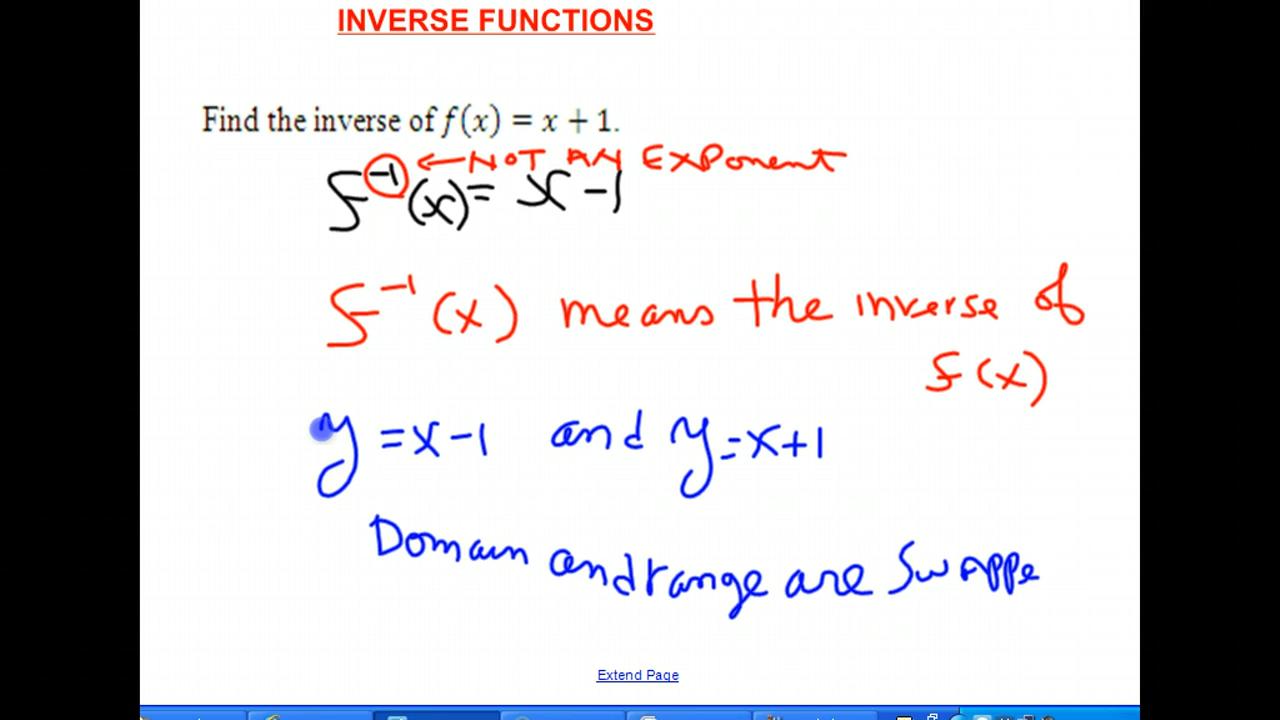 INVERSE FUNCTIONS
Find the inverse of f(x) = x + 1.
← NOT AN EXPONENT
f⁻¹(x) = x − 1
f⁻¹(x) means the inverse of
f(x)
y = x − 1 and y = x + 1
Domain and range are Swappe
Extend Page